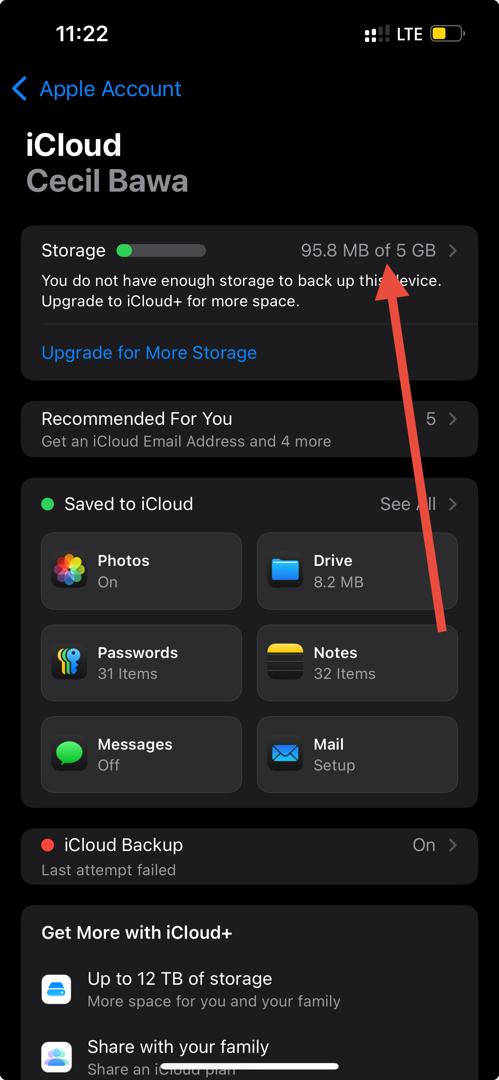 11:22
LTE
Apple Account
iCloud
Cecil Bawa
Storage 95.8 MB of 5 GB
You do not have enough storage to back up this device.
Upgrade to iCloud+ for more space.
Upgrade for More Storage
Recommended For You 5
Get an iCloud Email Address and 4 more
Saved to iCloud See All
Photos
On
Drive
8.2 MB
Passwords
31 Items
Notes
32 Items
Messages
Off
Mail
Setup
iCloud Backup On
Last attempt failed
Get More with iCloud+
Up to 12 TB of storage
More space for you and your family
Share with your family
Share an iCloud plan